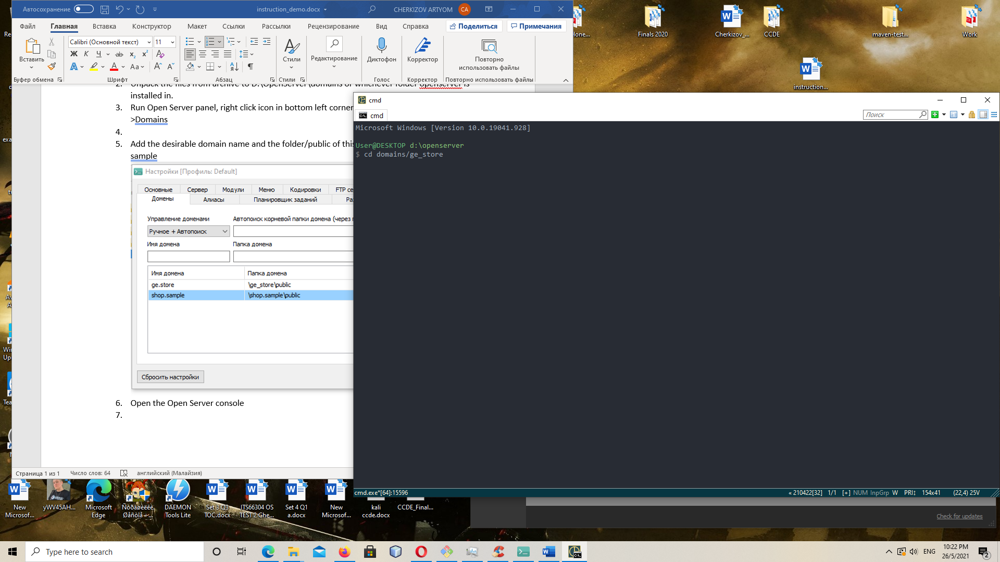 Автосохранение
instruction_demo.docx
CHERKIZOV ARTYOM
CA
Файл Главная Вставка Конструктор Макет Ссылки Рассылки Рецензирование Вид Справка
Поделиться
Примечания
Вставить
Calibri (Основной текст) 11
Ж К Ч ab x₂ x²
Aa
Стили
Редактирование
Диктофон
Корректор
Повторно
использовать файлы
Буфер обмена
Шрифт
Абзац
Стили
Голос
Корректор
Повторно использовать файлы
2. Unpack the files from archive to D:\OpenServer\domains or whichever folder openserver is
installed in.
3. Run Open Server panel, right click icon in bottom left corner
>Domains
4.
5. Add the desirable domain name and the folder/public of this
sample
Настройки [Профиль: Default]
Основные Сервер Модули Меню Кодировки FTP се
Домены Алиасы Планировщик заданий Ра
Управление доменами
Автопоиск корневой папки домена (через
Ручное + Автопоиск
Имя домена
Папка домена
Имя домена Папка домена
ge.store \ge_store\public
shop.sample \shop.sample\public
Сбросить настройки
6. Open the Open Server console
7.
Страница 1 из 1
Число слов: 64
английский (Малайзия)
cmd
cmd
Поиск
Microsoft Windows [Version 10.0.19041.928]
User@DESKTOP d:\openserver
$ cd domains/ge_store
cmd.exe*[64]:15596
« 210422[32] 1/1 [+] NUM InpGrp W PRI↕ 154x41 (22,4) 25V
Finals 2020
Cherkizov_...
CCDE
maven-test...
Work
instruction...
New
Microsof...
yWV45AH...
Microsoft
Edge
Ñòðàøèëêè.
DAEMON
Tools Lite
Set 3 Q3
TOC.docx
ITS66304 OS
TEST 2 Ghe...
Set 4 Q1
a.docx
New
Microsof...
kali
ccde.docx
CCDE_Final...
Check for updates
Type here to search
ENG
10:22 PM
26/5/2021
2